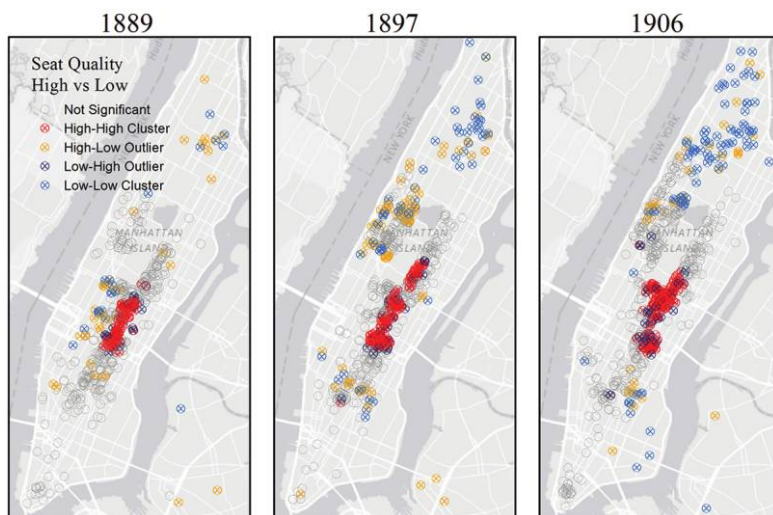 1889
1897
1906
Seat Quality
High vs Low
Not Significant
High-High Cluster
High-Low Outlier
Low-High Outlier
Low-Low Cluster
MANHATTAN
ISLAND
NEW YORK
MANHATTAN
ISLAND
NEW YORK
MANHATTAN
ISLAND